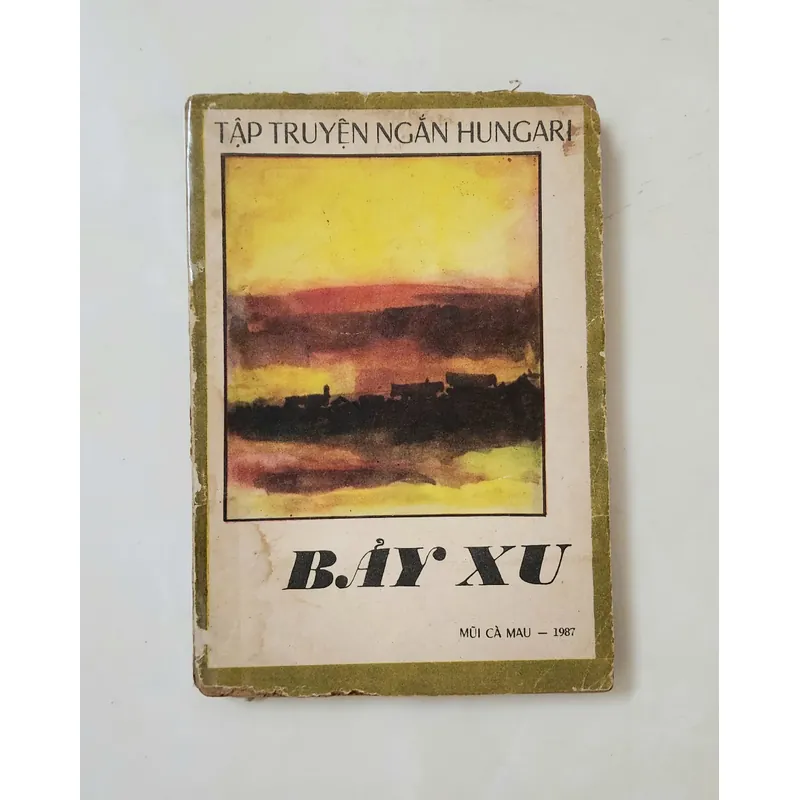 TẬP TRUYỆN NGẮN HUNGARI
BẢY XU
MŨI CÀ MAU — 1987